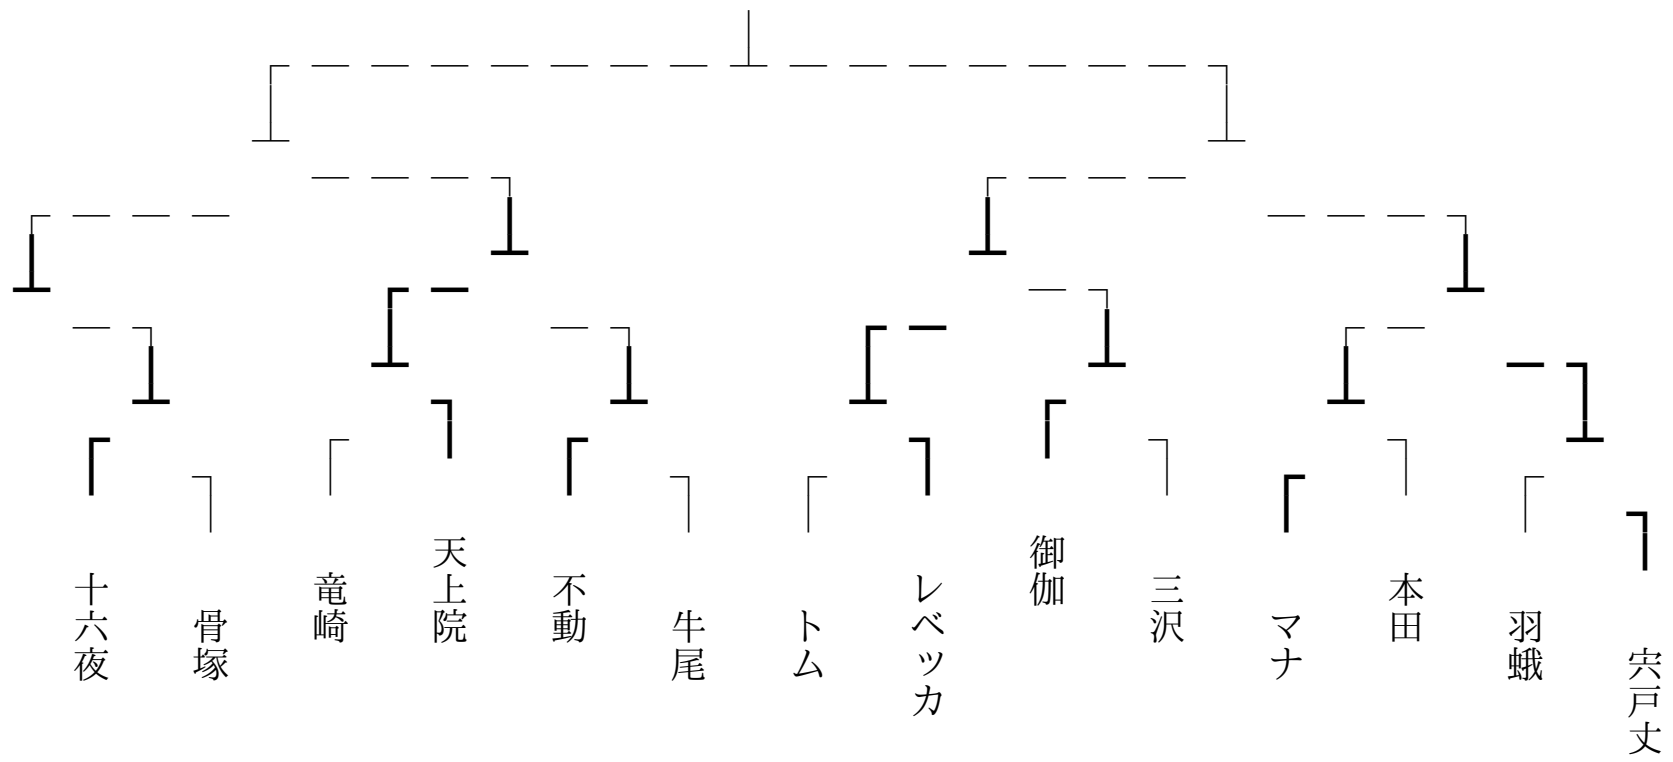 十六夜
骨塚
竜崎
天上院
不動
牛尾
トム
レベッカ
御伽
三沢
マナ
本田
羽蛾
宍戸丈